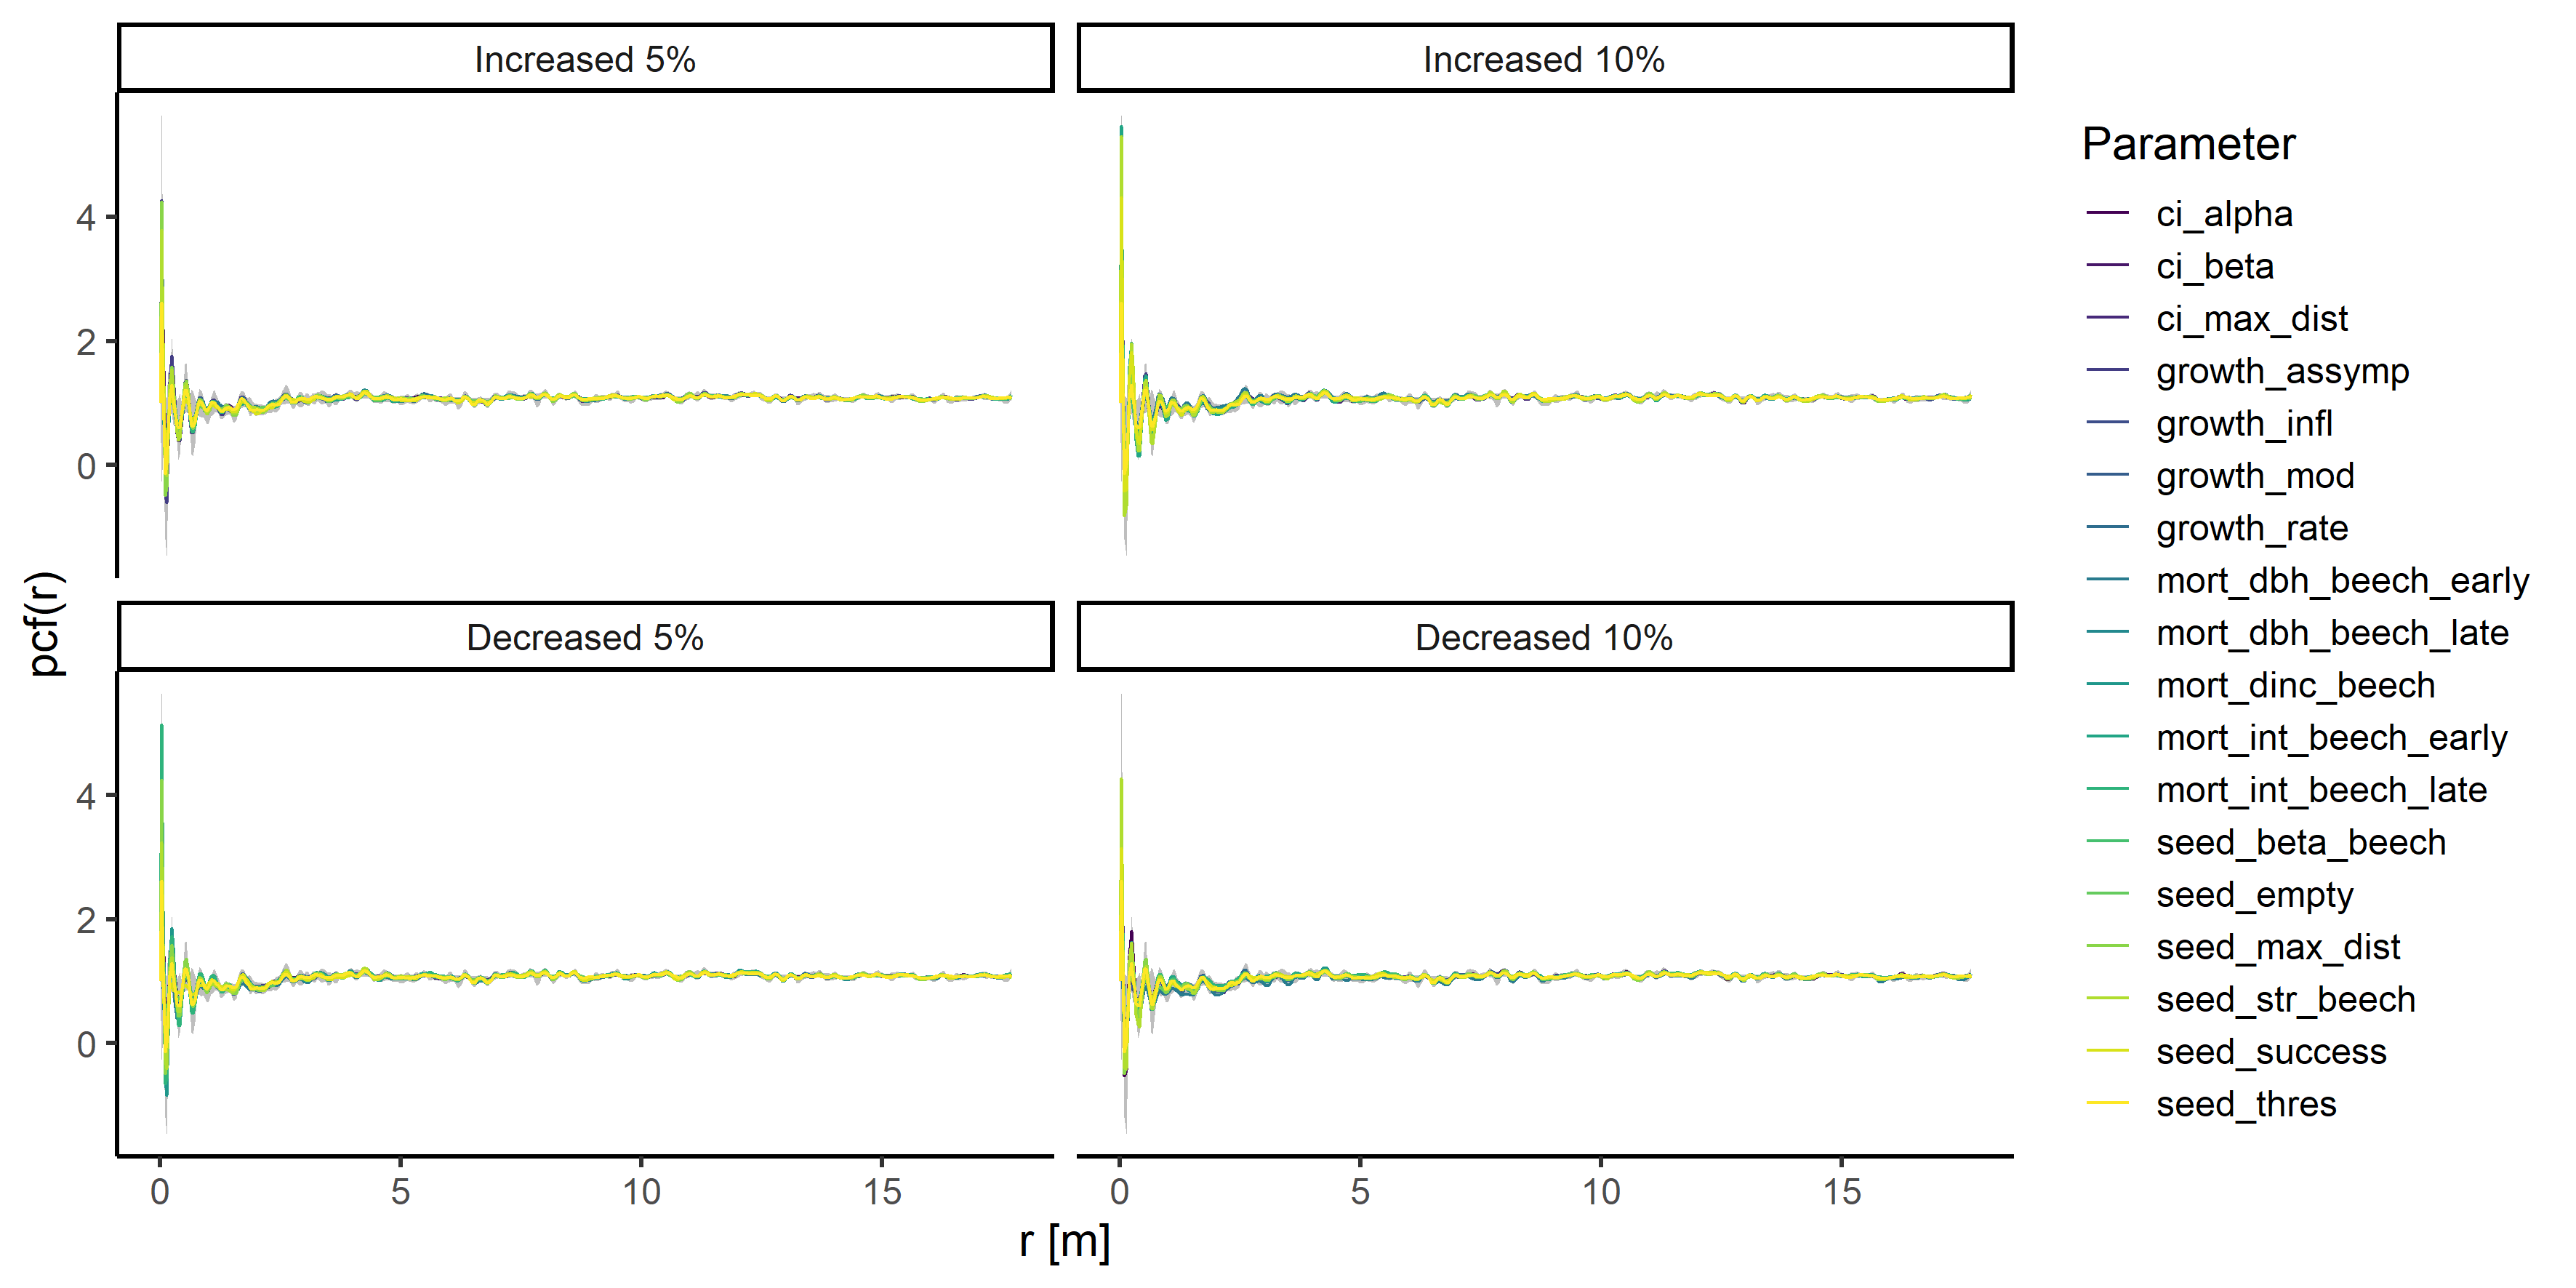 Increased 5%
Increased 10%
4
2
0
Decreased 5%
Decreased 10%
4
2
0
0
5
10
15
0
5
10
15
r [m]
pcf(r)
Parameter
ci_alpha
ci_beta
ci_max_dist
growth_assymp
growth_infl
growth_mod
growth_rate
mort_dbh_beech_early
mort_dbh_beech_late
mort_dinc_beech
mort_int_beech_early
mort_int_beech_late
seed_beta_beech
seed_empty
seed_max_dist
seed_str_beech
seed_success
seed_thres